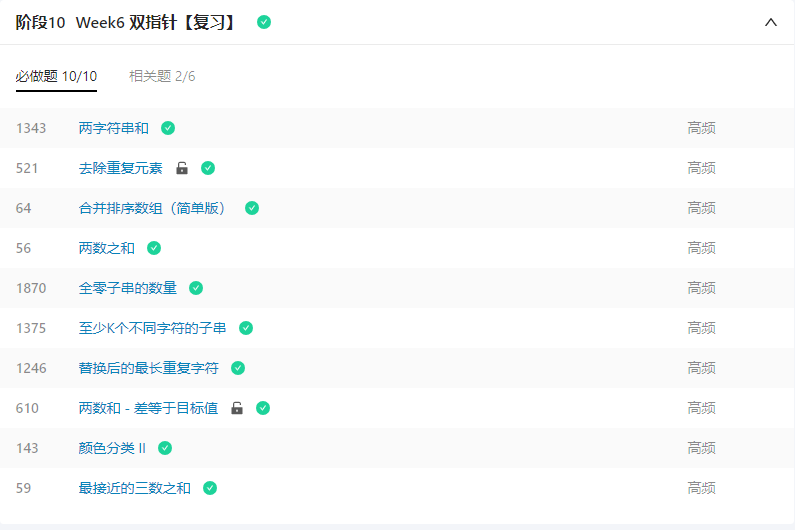 阶段10 Week6 双指针【复习】
必做题 10/10 相关题 2/6
1343 两字符串和 高频
521 去除重复元素 高频
64 合并排序数组（简单版） 高频
56 两数之和 高频
1870 全零子串的数量 高频
1375 至少K个不同字符的子串 高频
1246 替换后的最长重复字符 高频
610 两数和 - 差等于目标值 高频
143 颜色分类 II 高频
59 最接近的三数之和 高频